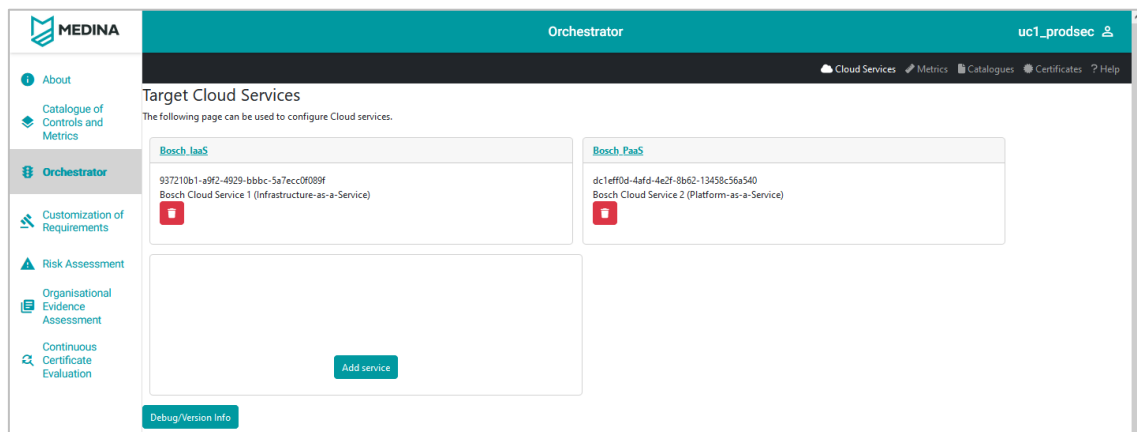 MEDINA
Orchestrator
uc1_prodsec
Cloud Services Metrics Catalogues Certificates ? Help
About
Catalogue of
Controls and
Metrics
Orchestrator
Customization of
Requirements
Risk Assessment
Organisational
Evidence
Assessment
Continuous
Certificate
Evaluation
Target Cloud Services
The following page can be used to configure Cloud services.
Bosch_IaaS
937210b1-a9f2-4929-bbbc-5a7ecc0f089f
Bosch Cloud Service 1 (Infrastructure-as-a-Service)
Bosch_PaaS
dc1eff0d-4afd-4e2f-8b62-13458c56a540
Bosch Cloud Service 2 (Platform-as-a-Service)
Add service
Debug/Version Info